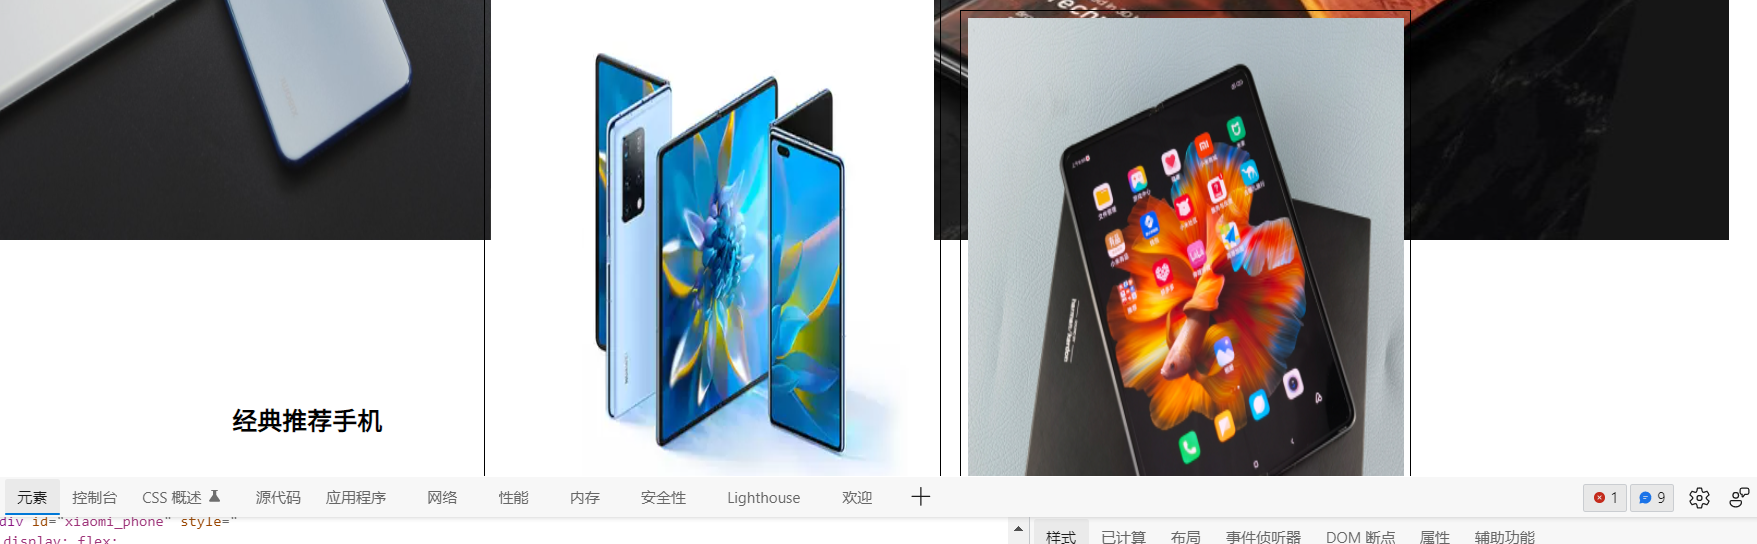 经典推荐手机
元素 控制台 CSS 概述 源代码 应用程序 网络 性能 内存 安全性 Lighthouse 欢迎 1 9
div id="xiaomi_phone" style="
display: flex;
样式 已计算 布局 事件侦听器 DOM 断点 属性 辅助功能